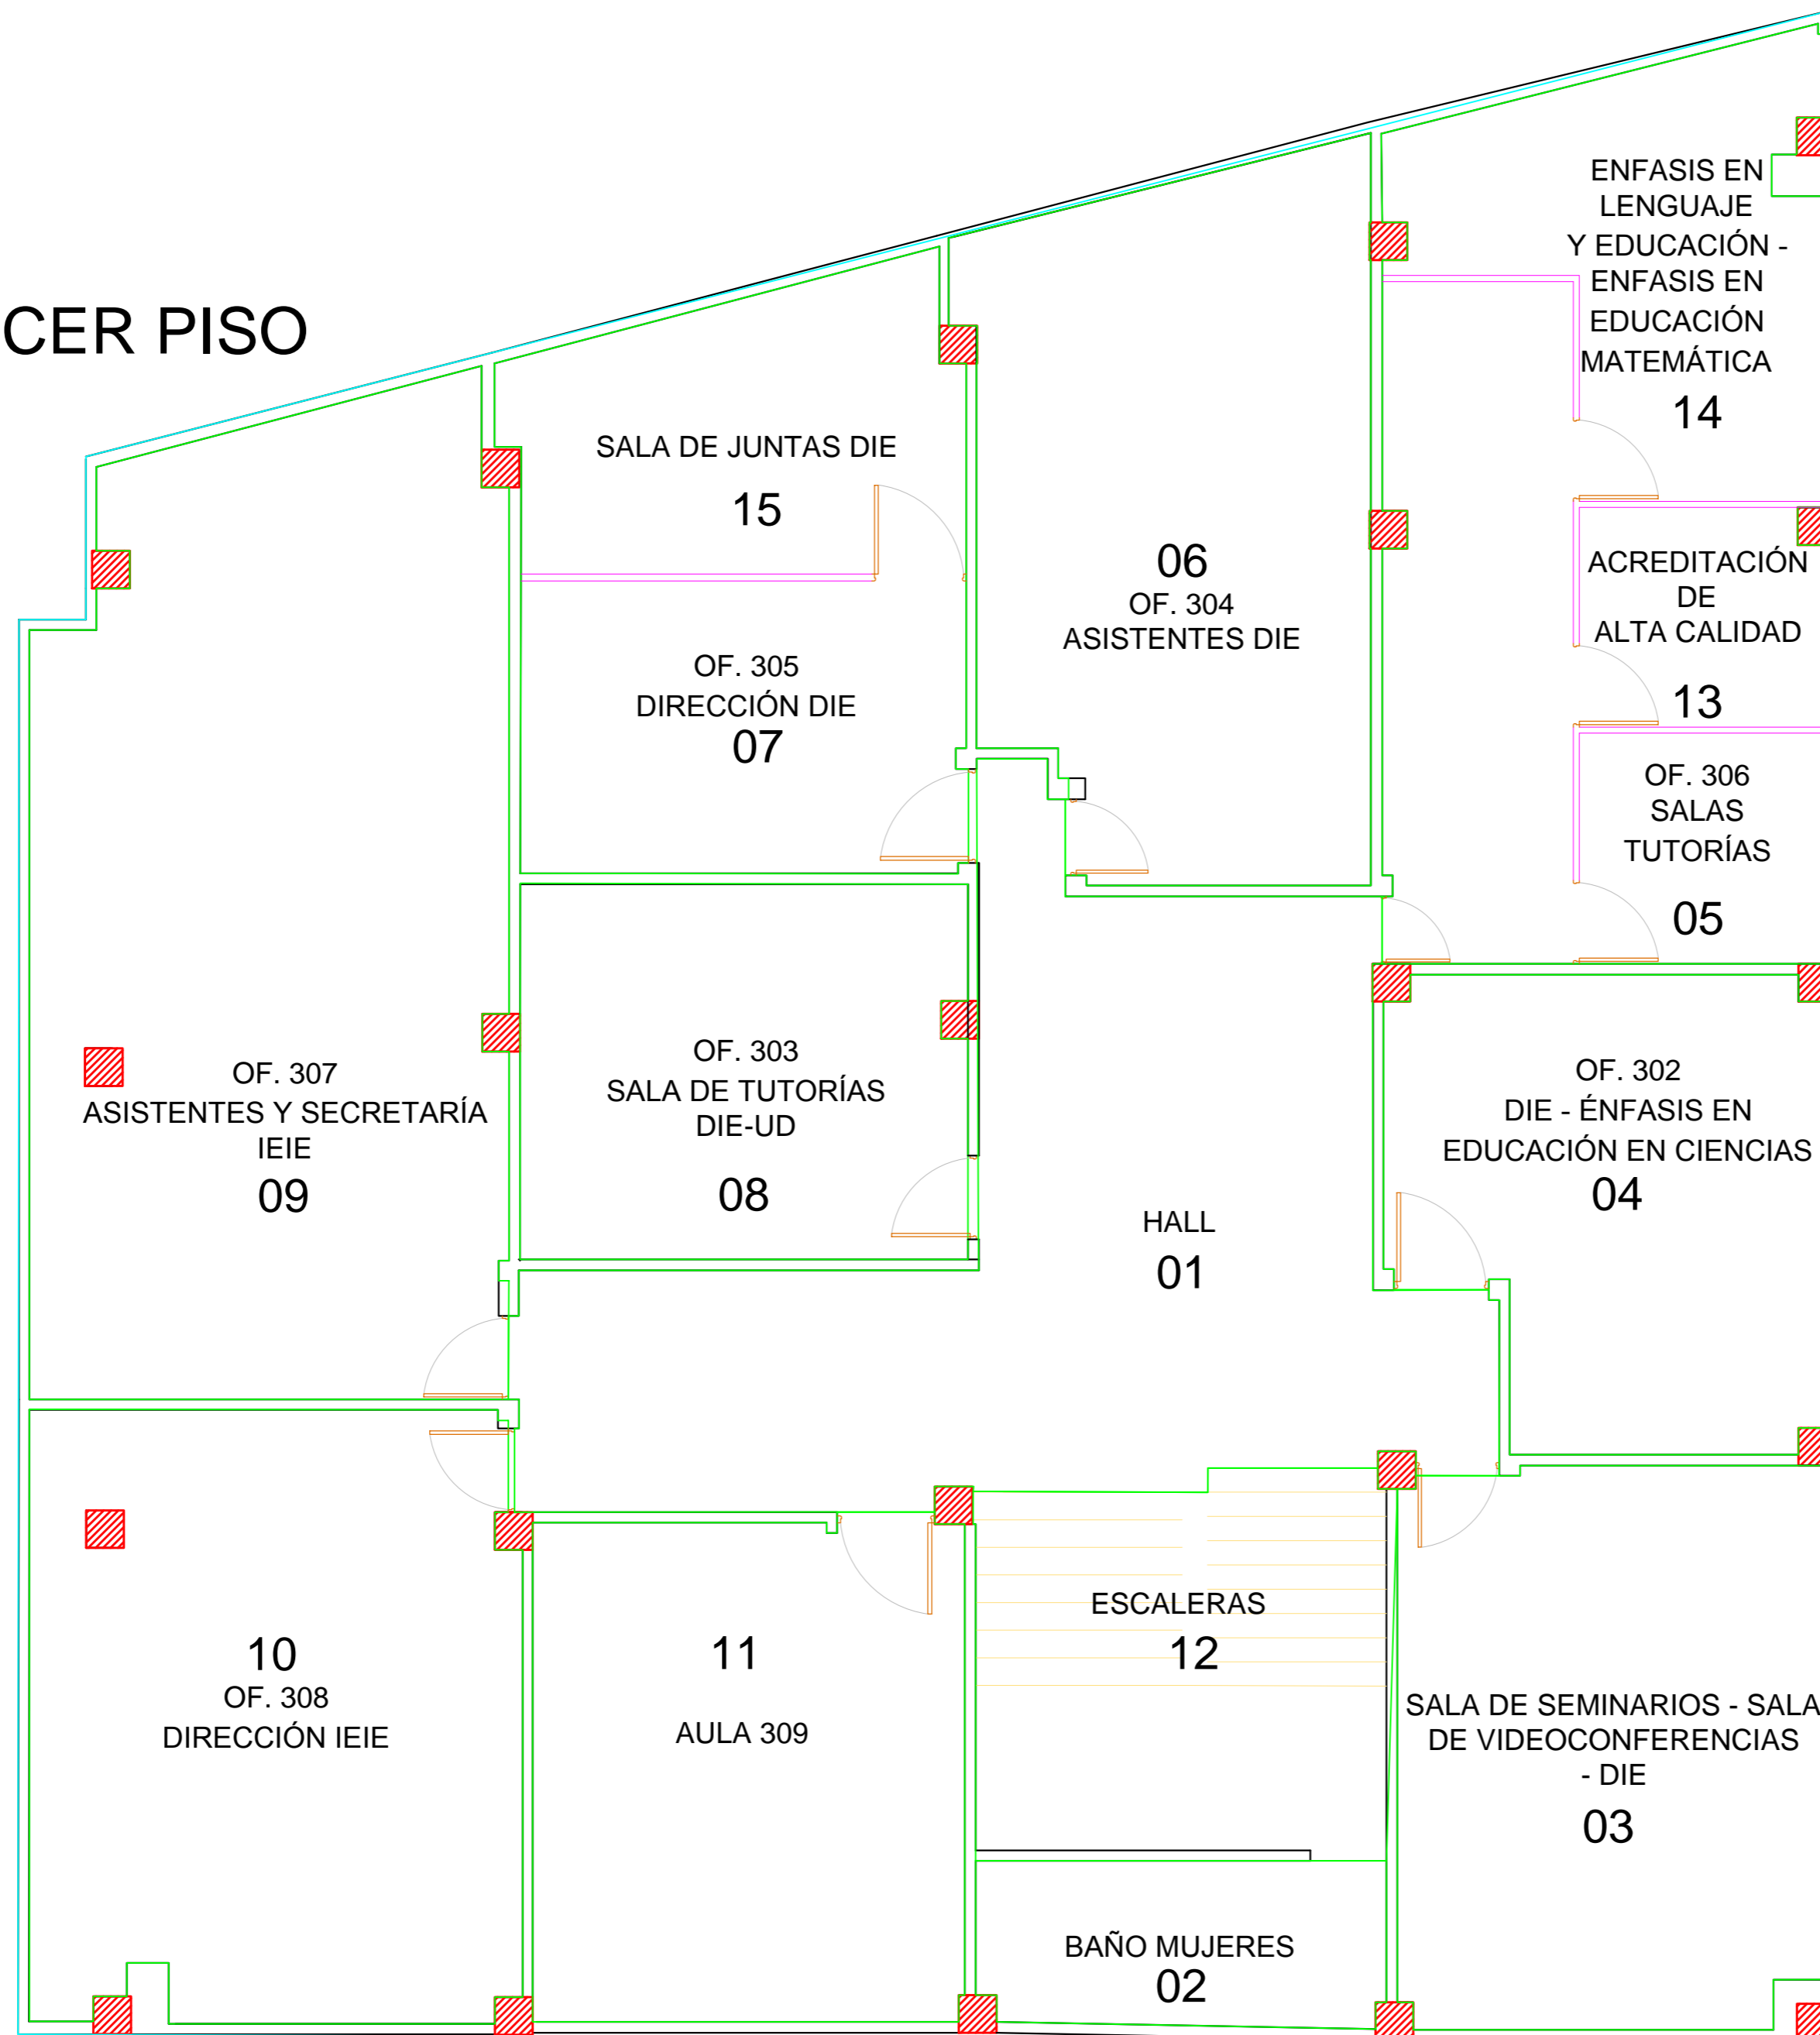 CER PISO
ENFASIS EN
LENGUAJE
Y EDUCACIÓN -
ENFASIS EN
EDUCACIÓN
MATEMÁTICA
14
SALA DE JUNTAS DIE
15
06
OF. 304
ASISTENTES DIE
ACREDITACIÓN
DE
ALTA CALIDAD
13
OF. 305
DIRECCIÓN DIE
07
OF. 306
SALAS
TUTORÍAS
05
OF. 307
ASISTENTES Y SECRETARÍA
IEIE
09
OF. 303
SALA DE TUTORÍAS
DIE-UD
08
HALL
01
OF. 302
DIE - ÉNFASIS EN
EDUCACIÓN EN CIENCIAS
04
10
OF. 308
DIRECCIÓN IEIE
11
AULA 309
ESCALERAS
12
SALA DE SEMINARIOS - SALA
DE VIDEOCONFERENCIAS
- DIE
03
BAÑO MUJERES
02